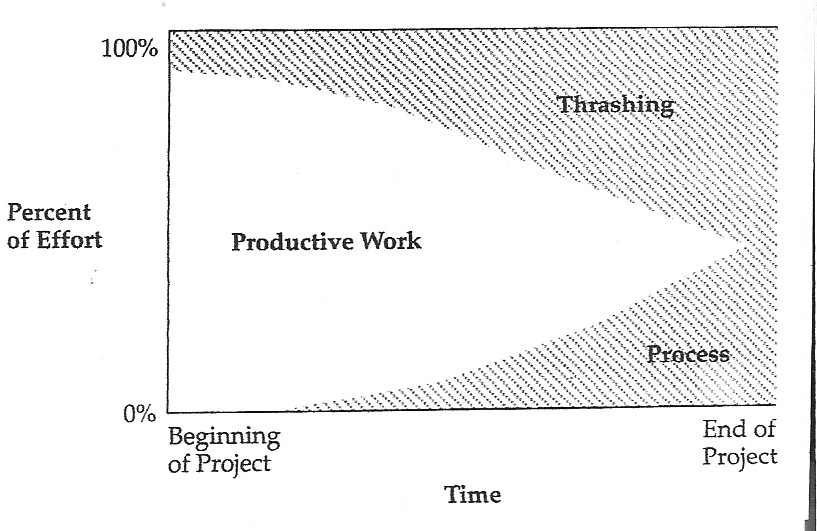 100%
Thrashing
Percent
of Effort
Productive Work
Process
0%
Beginning
of Project
End of
Project
Time